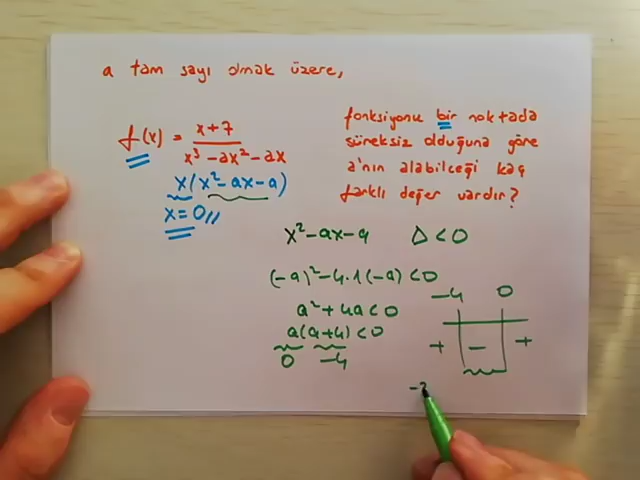 a tam sayı olmak üzere,
f(x) = x+7 / x³ -ax² -ax
fonksiyonu bir noktada
süreksiz olduğuna göre
a'nın alabileceği kaç
farklı değer vardır?
x(x² -ax -a)
x=0//
x² -ax -a Δ<0
(-a)² -4·1(-a) <0
a² +4a <0
a(a+4) <0
0 -4
-4 0
+ - +